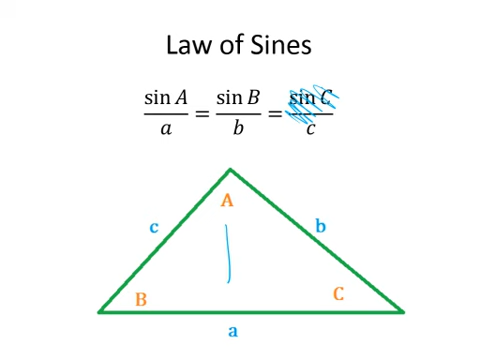 Law of Sines
sin A / a = sin B / b = sin C / c
A
c
b
B
C
a